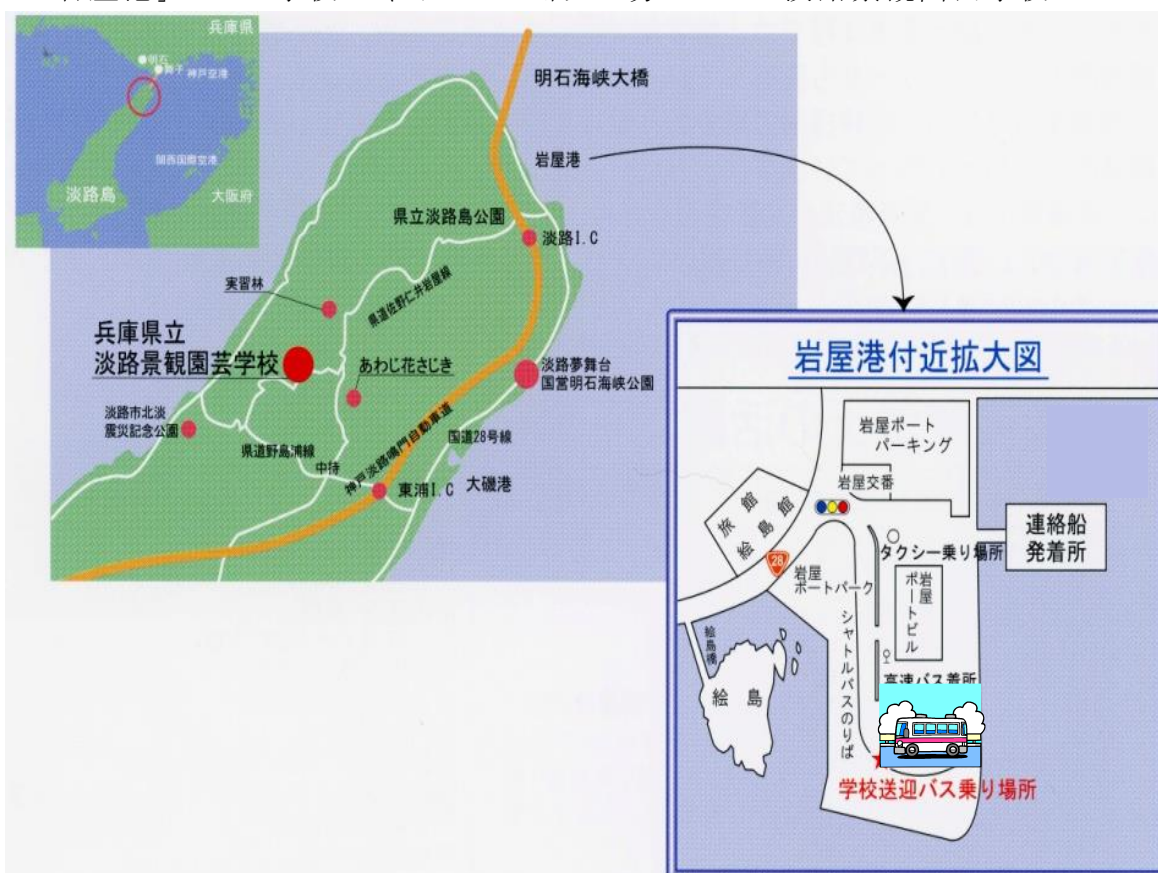 兵庫県
明石
舞子
神戸空港
関西国際空港
淡路島
大阪府
明石海峡大橋
岩屋港
県立淡路島公園
淡路I.C
実習林
県道佐野仁井岩屋線
兵庫県立
淡路景観園芸学校
あわじ花さじき
淡路夢舞台
国営明石海峡公園
淡路市北淡
震災記念公園
神戸淡路鳴門自動車道
国道28号線
県道野島浦線
中持
東浦I.C
大磯港
岩屋港付近拡大図
岩屋ポート
パーキング
岩屋交番
旅館
絵島館
28
タクシー乗り場所
連絡船
発着所
岩屋
ポートパーク
岩屋
ポートビル
シャトルバスのりば
絵島橋
絵島
高速バス着所
学校送迎バス乗り場所